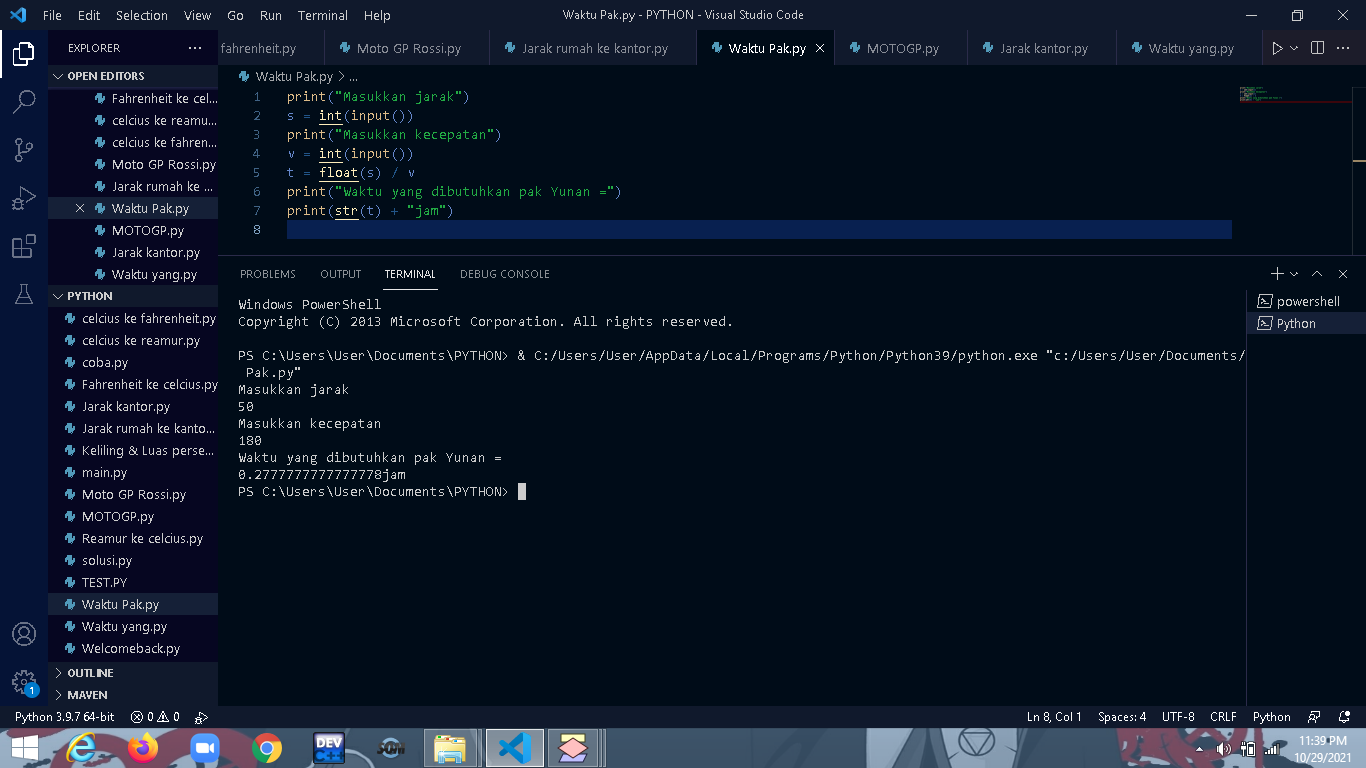 File Edit Selection View Go Run Terminal Help
Waktu Pak.py - PYTHON - Visual Studio Code
EXPLORER
OPEN EDITORS
Fahrenheit ke cel...
celcius ke reamu...
celcius ke fahren...
Moto GP Rossi.py
Jarak rumah ke ...
Waktu Pak.py
MOTOGP.py
Jarak kantor.py
Waktu yang.py
PYTHON
celcius ke fahrenheit.py
celcius ke reamur.py
coba.py
Fahrenheit ke celcius.py
Jarak kantor.py
Jarak rumah ke kanto...
Keliling & Luas perse...
main.py
Moto GP Rossi.py
MOTOGP.py
Reamur ke celcius.py
solusi.py
TEST.PY
Waktu Pak.py
Waktu yang.py
Welcomeback.py
OUTLINE
MAVEN
fahrenheit.py Moto GP Rossi.py Jarak rumah ke kantor.py Waktu Pak.py MOTOGP.py Jarak kantor.py Waktu yang.py
Waktu Pak.py > ...
1 print("Masukkan jarak")
2 s = int(input())
3 print("Masukkan kecepatan")
4 v = int(input())
5 t = float(s) / v
6 print("Waktu yang dibutuhkan pak Yunan =")
7 print(str(t) + "jam")
8
PROBLEMS OUTPUT TERMINAL DEBUG CONSOLE
Windows PowerShell
Copyright (C) 2013 Microsoft Corporation. All rights reserved.
PS C:\Users\User\Documents\PYTHON> & C:/Users/User/AppData/Local/Programs/Python/Python39/python.exe "c:/Users/User/Documents/
Pak.py"
Masukkan jarak
50
Masukkan kecepatan
180
Waktu yang dibutuhkan pak Yunan =
0.2777777777777778jam
PS C:\Users\User\Documents\PYTHON>
powershell
Python
1
Python 3.9.7 64-bit 0 0 Ln 8, Col 1 Spaces: 4 UTF-8 CRLF Python
DEV
11:39 PM
10/29/2021